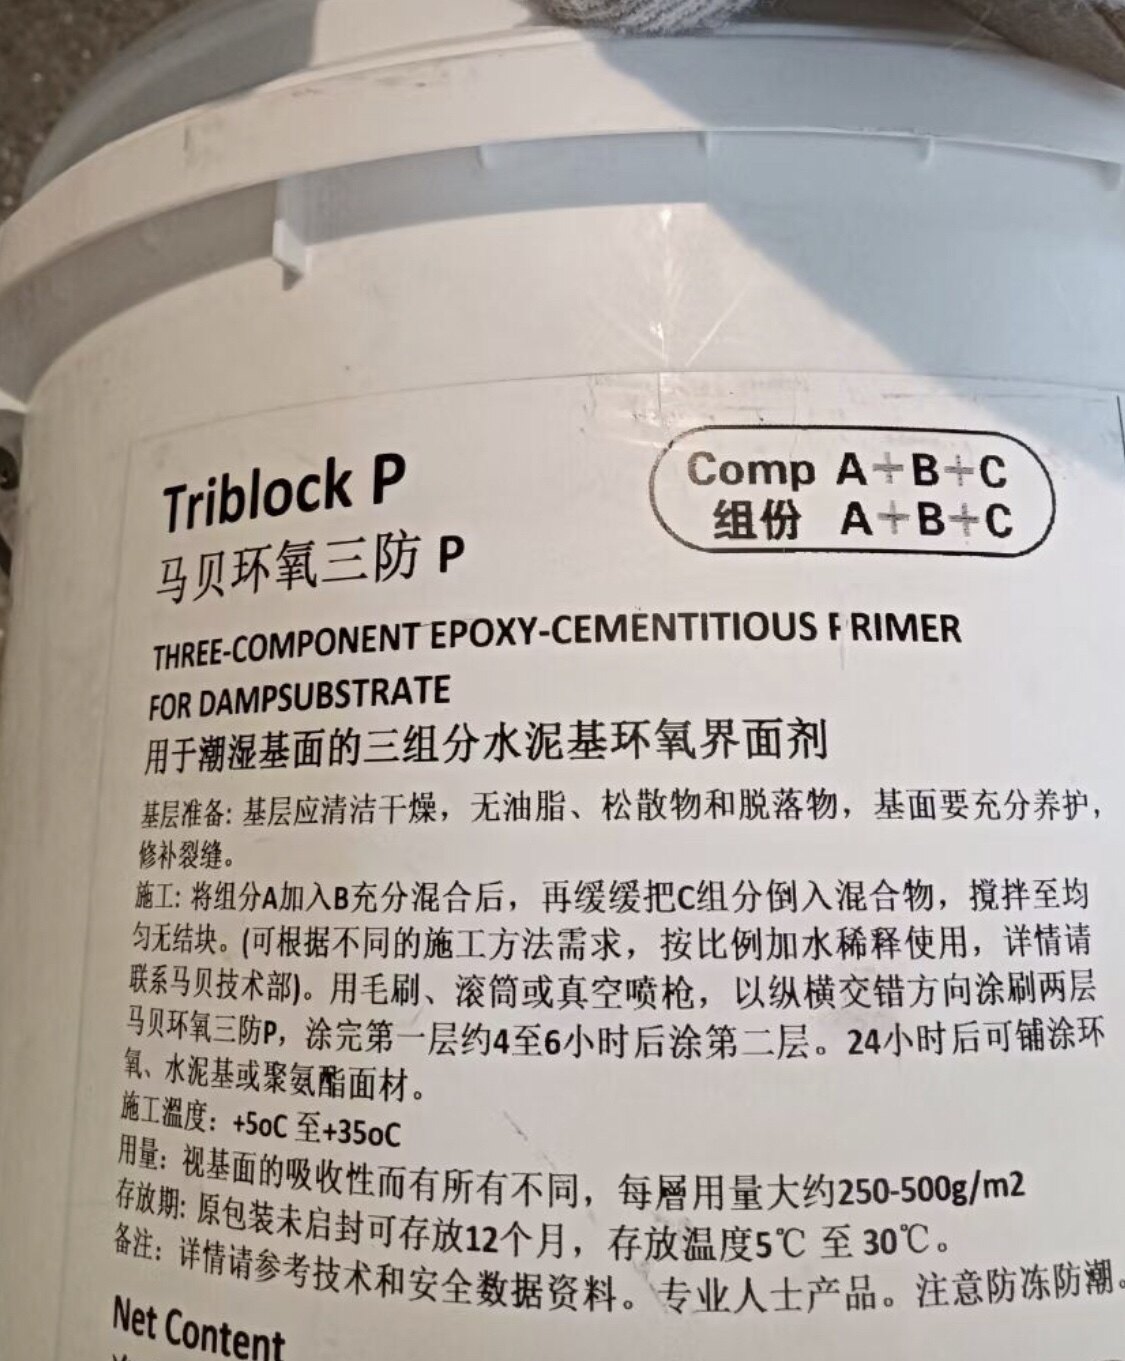 Triblock P
Comp A+B+C
组份 A+B+C
马贝环氧三防 P
THREE-COMPONENT EPOXY-CEMENTITIOUS PRIMER
FOR DAMPSUBSTRATE
用于潮湿基面的三组分水泥基环氧界面剂
基层准备: 基层应清洁干燥，无油脂、松散物和脱落物，基面要充分养护，
修补裂缝。
施工: 将组分A加入B充分混合后，再缓缓把C组分倒入混合物，搅拌至均
匀无结块。(可根据不同的施工方法需求，按比例加水稀释使用，详情请
联系马贝技术部)。用毛刷、滚筒或真空喷枪，以纵横交错方向涂刷两层
马贝环氧三防P，涂完第一层约4至6小时后涂第二层。24小时后可铺涂环
氧、水泥基或聚氨酯面材。
施工溫度：+5oC 至+35oC
用量：视基面的吸收性而有所有不同，每層用量大约250-500g/m2
存放期: 原包装未启封可存放12个月，存放温度5℃ 至 30℃。
备注：详情请参考技术和安全数据资料。专业人士产品。注意防冻防潮。
Net Content